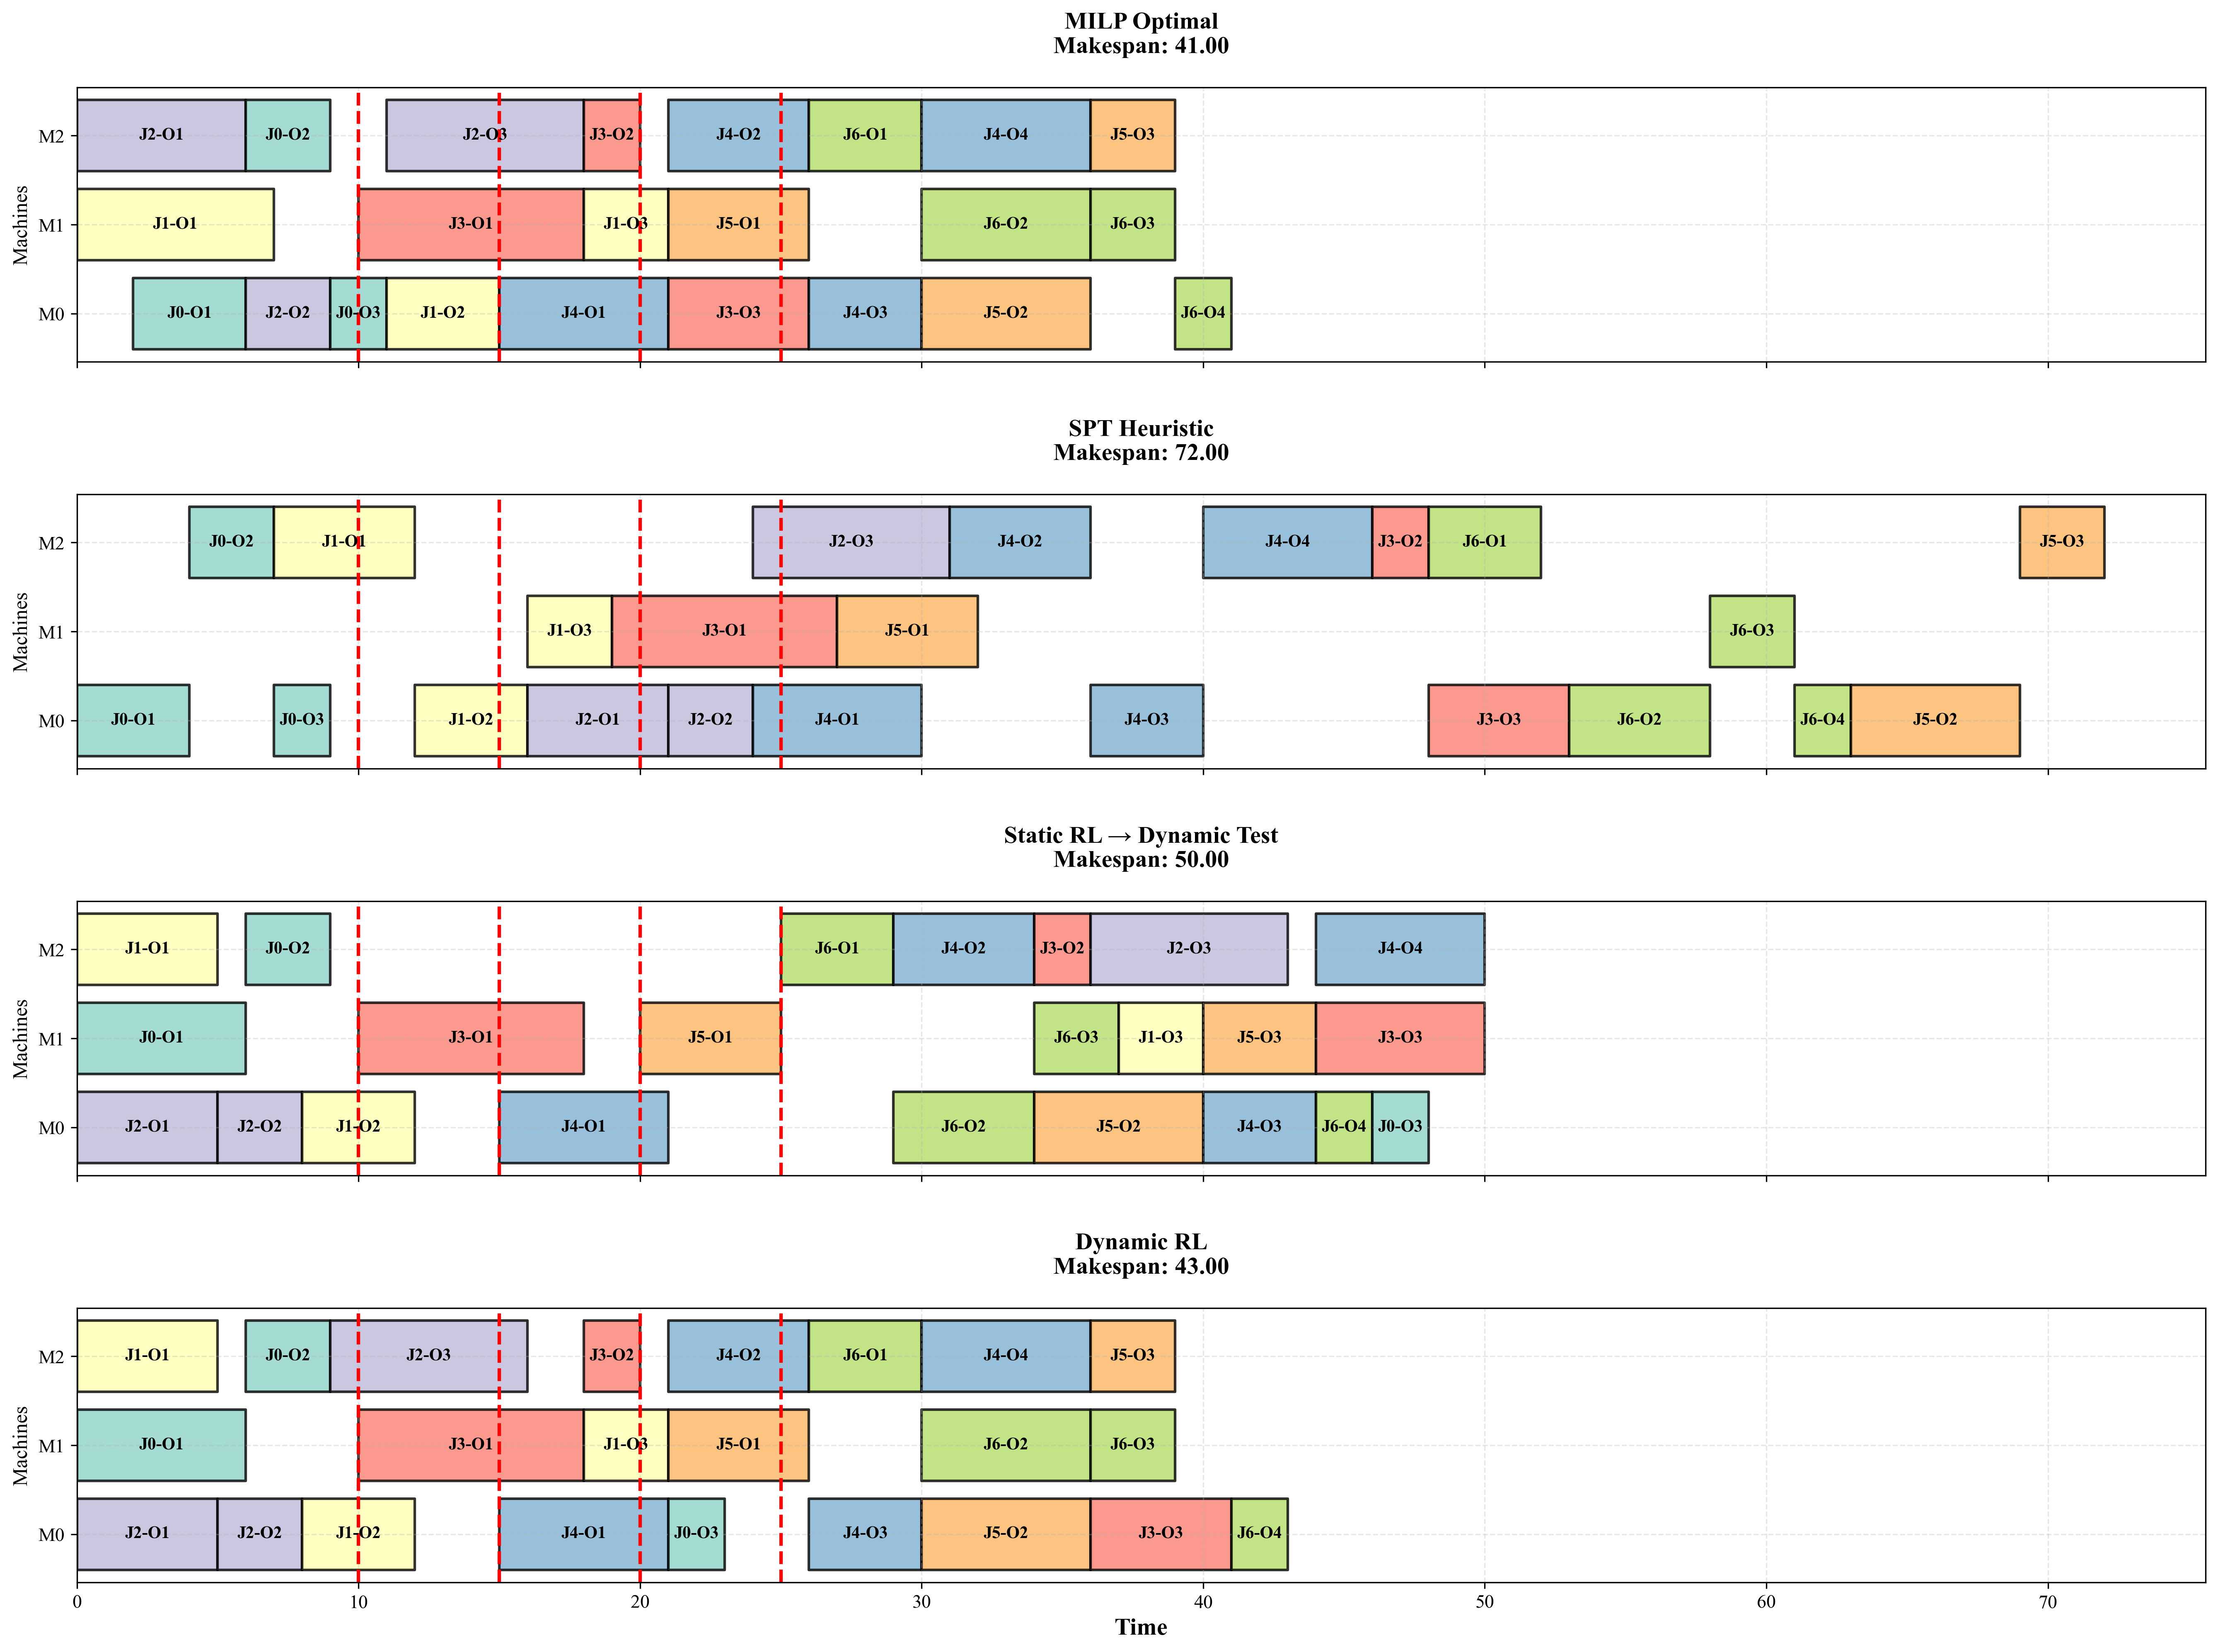 MILP Optimal
Makespan: 41.00
M2 J2-O1 J0-O2 J2-O3 J3-O2 J4-O2 J6-O1 J4-O4 J5-O3
M1 J1-O1 J3-O1 J1-O3 J5-O1 J6-O2 J6-O3
M0 J0-O1 J2-O2 J0-O3 J1-O2 J4-O1 J3-O3 J4-O3 J5-O2 J6-O4
Machines
SPT Heuristic
Makespan: 72.00
M2 J0-O2 J1-O1 J2-O3 J4-O2 J4-O4 J3-O2 J6-O1 J5-O3
M1 J1-O3 J3-O1 J5-O1 J6-O3
M0 J0-O1 J0-O3 J1-O2 J2-O1 J2-O2 J4-O1 J4-O3 J3-O3 J6-O2 J6-O4 J5-O2
Machines
Static RL → Dynamic Test
Makespan: 50.00
M2 J1-O1 J0-O2 J6-O1 J4-O2 J3-O2 J2-O3 J4-O4
M1 J0-O1 J3-O1 J5-O1 J6-O3 J1-O3 J5-O3 J3-O3
M0 J2-O1 J2-O2 J1-O2 J4-O1 J6-O2 J5-O2 J4-O3 J6-O4 J0-O3
Machines
Dynamic RL
Makespan: 43.00
M2 J1-O1 J0-O2 J2-O3 J3-O2 J4-O2 J6-O1 J4-O4 J5-O3
M1 J0-O1 J3-O1 J1-O3 J5-O1 J6-O2 J6-O3
M0 J2-O1 J2-O2 J1-O2 J4-O1 J0-O3 J4-O3 J5-O2 J3-O3 J6-O4
Machines
0 10 20 30 40 50 60 70
Time